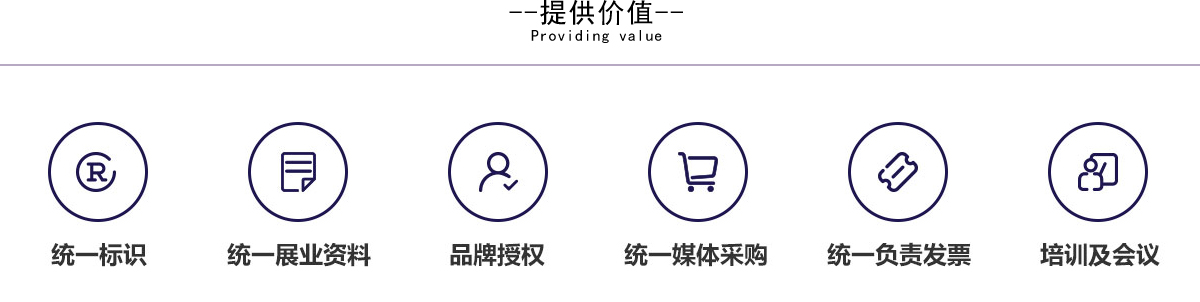 --提供价值--
Providing value
R
统一标识
统一展业资料
品牌授权
统一媒体采购
统一负责发票
培训及会议